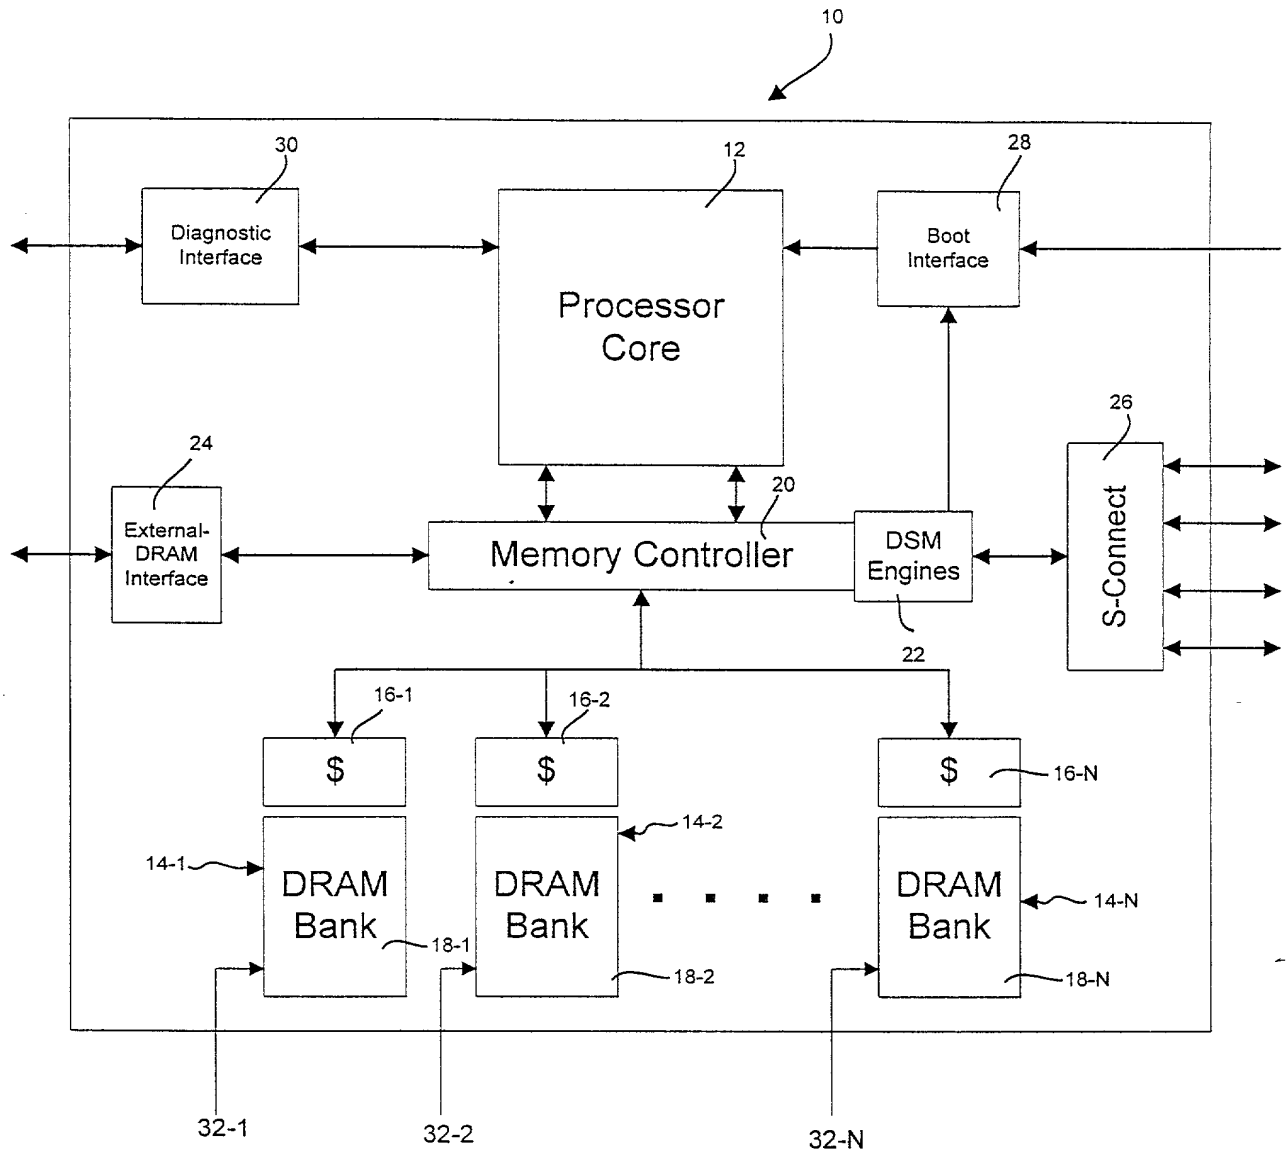 10
30
12
28
Diagnostic
Interface
Processor
Core
Boot
Interface
24
26
20
External-
DRAM
Interface
Memory Controller
DSM
Engines
S-Connect
22
16-1
16-2
$
$
$
16-N
14-1
14-2
DRAM
Bank
DRAM
Bank
DRAM
Bank
14-N
18-1
18-2
18-N
32-1
32-2
32-N